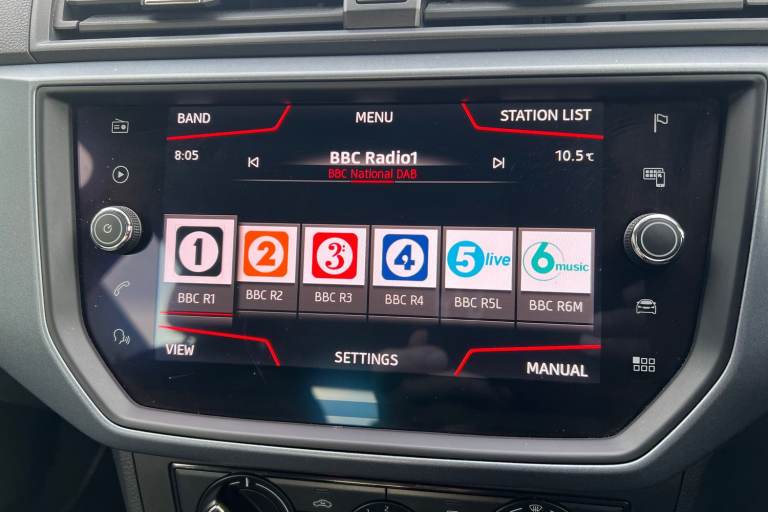 BAND MENU STATION LIST
8:05 BBC Radio1 10.5 °C
BBC National DAB
1 2 3: 4 5 live 6 music
BBC R1 BBC R2 BBC R3 BBC R4 BBC R5L BBC R6M
VIEW SETTINGS MANUAL